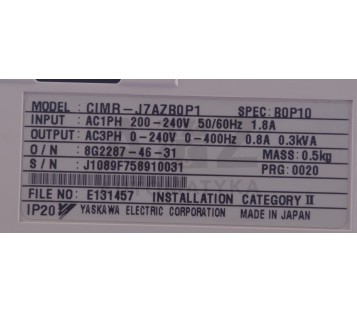 MODEL : CIMR-J7AZB0P1 SPEC: B0P10
INPUT : AC1PH 200-240V 50/60Hz 1.8A
OUTPUT: AC3PH 0-240V 0-400Hz 0.8A 0.3kVA
O/N : 8G2287-46-31 MASS: 0.5kg
S/N : J1089F758910031 PRG: 0020
FILE NO: E131457 INSTALLATION CATEGORY II
IP20 YASKAWA ELECTRIC CORPORATION MADE IN JAPAN